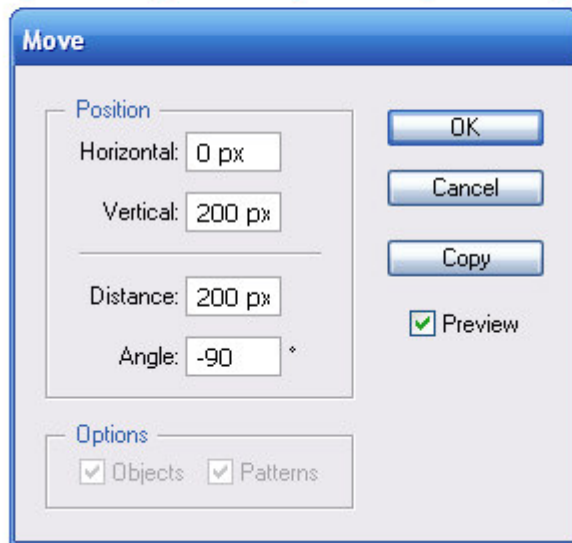 Move
Position
Horizontal: 0 px
Vertical: 200 px
Distance: 200 px
Angle: -90 °
Options
Objects Patterns
OK
Cancel
Copy
Preview